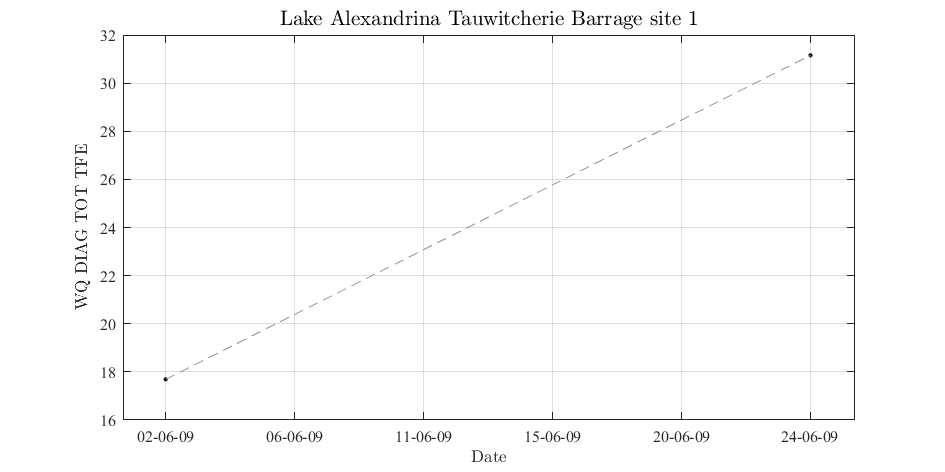 Lake Alexandrina Tauwitcherie Barrage site 1
32
30
28
26
24
22
20
18
16
WQ DIAG TOT TFE
02-06-09 06-06-09 11-06-09 15-06-09 20-06-09 24-06-09
Date